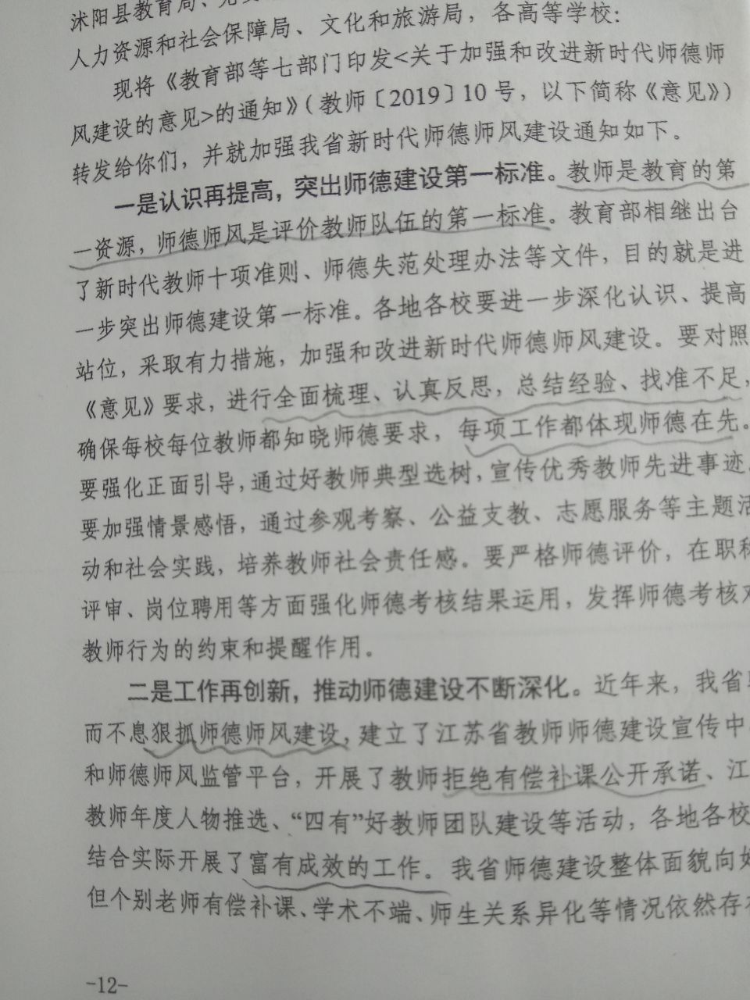 沭阳县教育局、
人力资源和社会保障局、文化和旅游局，各高等学校：
现将《教育部等七部门印发<关于加强和改进新时代师德师
风建设的意见>的通知》（教师〔2019〕10号，以下简称《意见》）
转发给你们，并就加强我省新时代师德师风建设通知如下。
一是认识再提高，突出师德建设第一标准。教师是教育的第
一资源，师德师风是评价教师队伍的第一标准。教育部相继出台
了新时代教师十项准则、师德失范处理办法等文件，目的就是进
一步突出师德建设第一标准。各地各校要进一步深化认识、提高
站位，采取有力措施，加强和改进新时代师德师风建设。要对照
《意见》要求，进行全面梳理、认真反思，总结经验、找准不足，
确保每校每位教师都知晓师德要求，每项工作都体现师德在先。
要强化正面引导，通过好教师典型选树，宣传优秀教师先进事迹。
要加强情景感悟，通过参观考察、公益支教、志愿服务等主题活
动和社会实践，培养教师社会责任感。要严格师德评价，在职称
评审、岗位聘用等方面强化师德考核结果运用，发挥师德考核对
教师行为的约束和提醒作用。
二是工作再创新，推动师德建设不断深化。近年来，我省
而不息狠抓师德师风建设，建立了江苏省教师师德建设宣传中
和师德师风监管平台，开展了教师拒绝有偿补课公开承诺、江
教师年度人物推选、“四有”好教师团队建设等活动，各地各校
结合实际开展了富有成效的工作。我省师德建设整体面貌向好
但个别老师有偿补课、学术不端、师生关系异化等情况依然存在
-12-